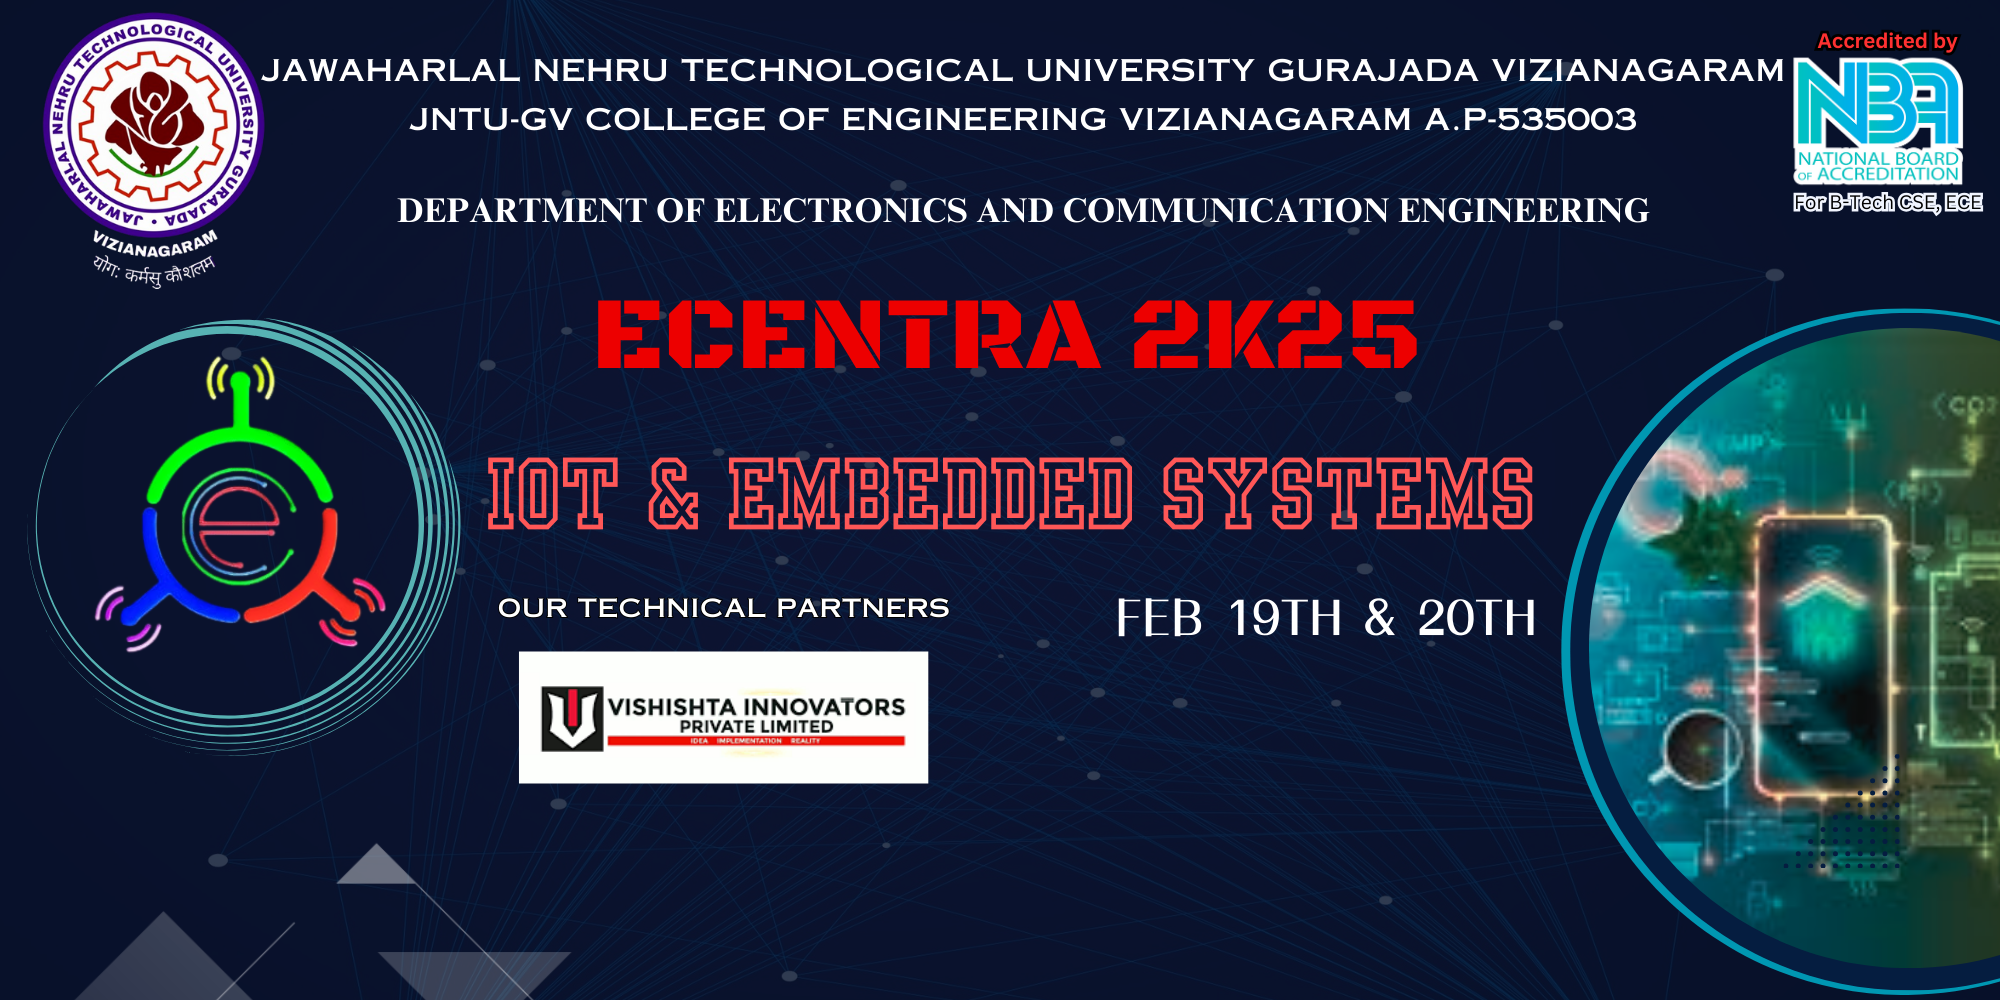 JAWAHARLAL NEHRU TECHNOLOGICAL UNIVERSITY GURAJADA
VIZIANAGARAM
योग: कर्मसु कौशलम
JAWAHARLAL NEHRU TECHNOLOGICAL UNIVERSITY GURAJADA VIZIANAGARAM
JNTU-GV COLLEGE OF ENGINEERING VIZIANAGARAM A.P-535003
Accredited by
NBA
NATIONAL BOARD
OF ACCREDITATION
For B-Tech CSE, ECE
DEPARTMENT OF ELECTRONICS AND COMMUNICATION ENGINEERING
ECENTRA 2K25
e
IOT & EMBEDDED SYSTEMS
OUR TECHNICAL PARTNERS
FEB 19TH & 20TH
VISHISHTA INNOVATORS
PRIVATE LIMITED
IDEA IMPLEMENTATION REALITY